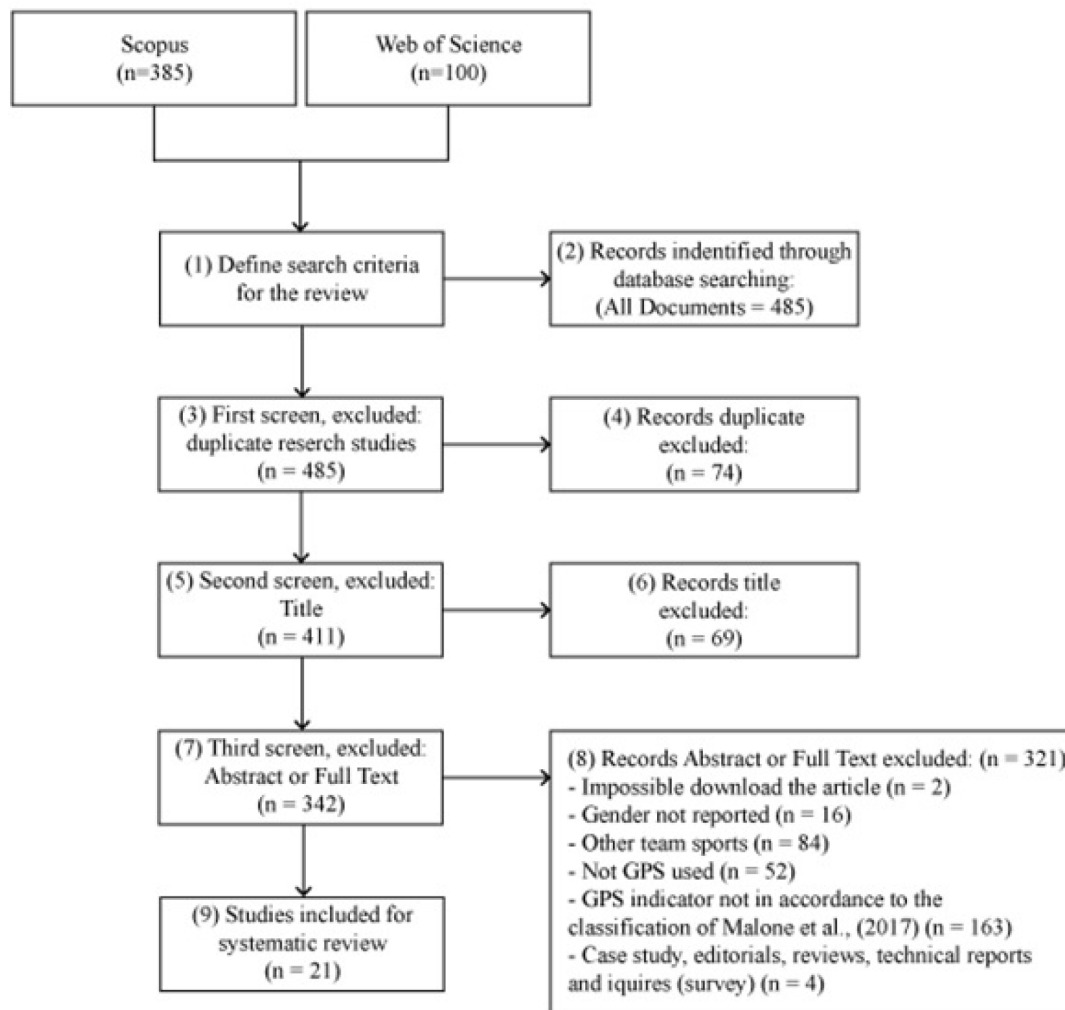 Scopus
(n=385)
Web of Science
(n=100)
(1) Define search criteria
for the review
(2) Records indentified through
database searching:
(All Documents = 485)
(3) First screen, excluded:
duplicate reserch studies
(n = 485)
(4) Records duplicate
excluded:
(n = 74)
(5) Second screen, excluded:
Title
(n = 411)
(6) Records title
excluded:
(n = 69)
(7) Third screen, excluded:
Abstract or Full Text
(n = 342)
(8) Records Abstract or Full Text excluded: (n = 321)
- Impossible download the article (n = 2)
- Gender not reported (n = 16)
- Other team sports (n = 84)
- Not GPS used (n = 52)
- GPS indicator not in accordance to the
classification of Malone et al., (2017) (n = 163)
- Case study, editorials, reviews, technical reports
and iquires (survey) (n = 4)
(9) Studies included for
systematic review
(n = 21)